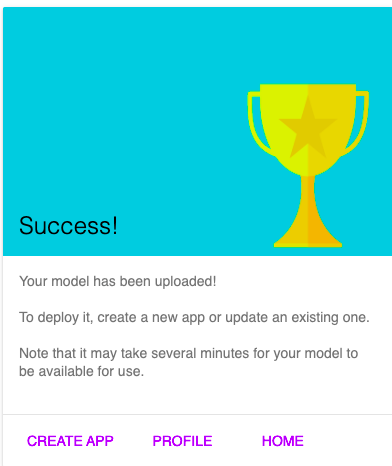 Success!
Your model has been uploaded!
To deploy it, create a new app or update an existing one.
Note that it may take several minutes for your model to
be available for use.
CREATE APP PROFILE HOME